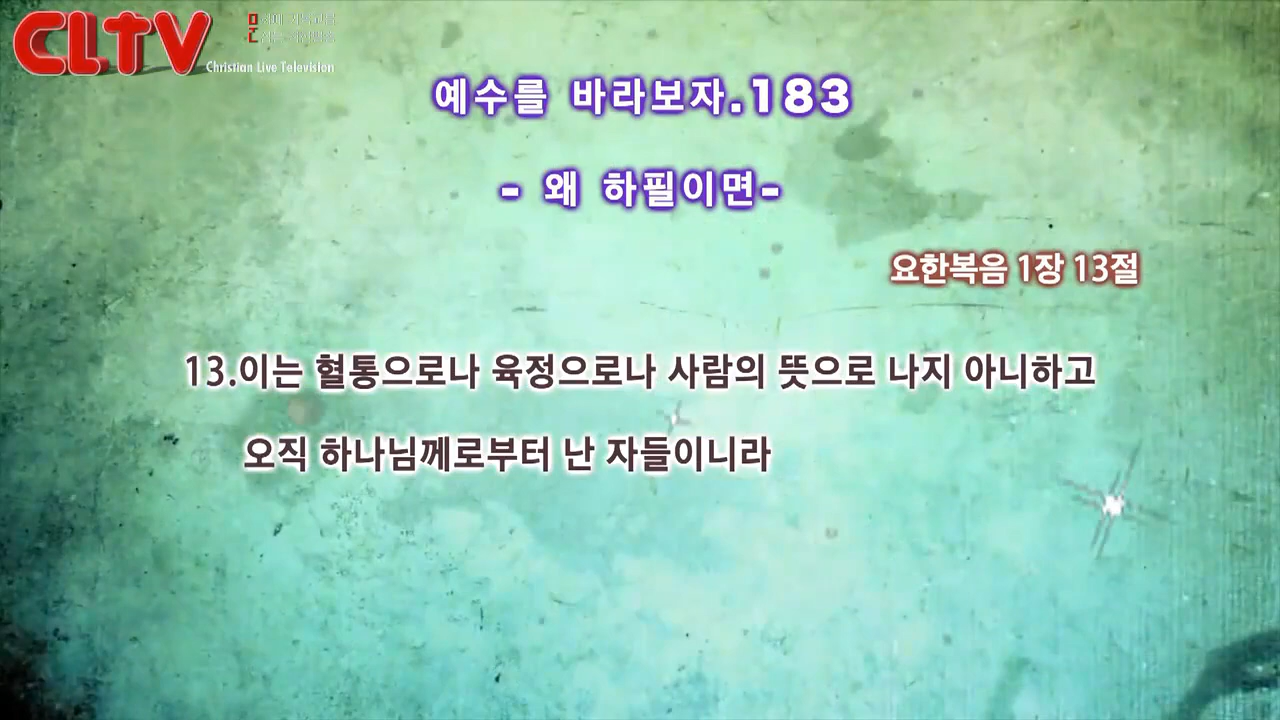 CLTV
Christian Live Television
예수를 바라보자.183
- 왜 하필이면-
요한복음 1장 13절
13.이는 혈통으로나 육정으로나 사람의 뜻으로 나지 아니하고
오직 하나님께로부터 난 자들이니라